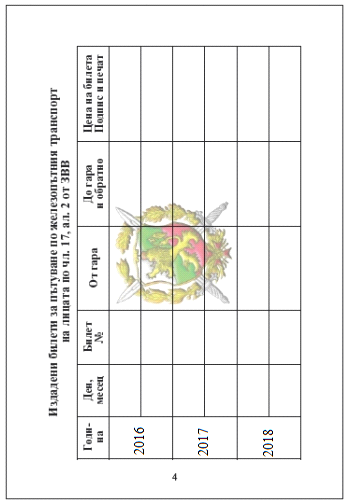 Издадени билети за пътуване по железопътния транспорт
на лицата по чл. 17, ал. 2 от ЗВВ
Годи-
на
Ден,
месец
Билет
№
От гара
До гара
и обратно
Цена на билета
Подпис и печат
2016
2017
2018
4